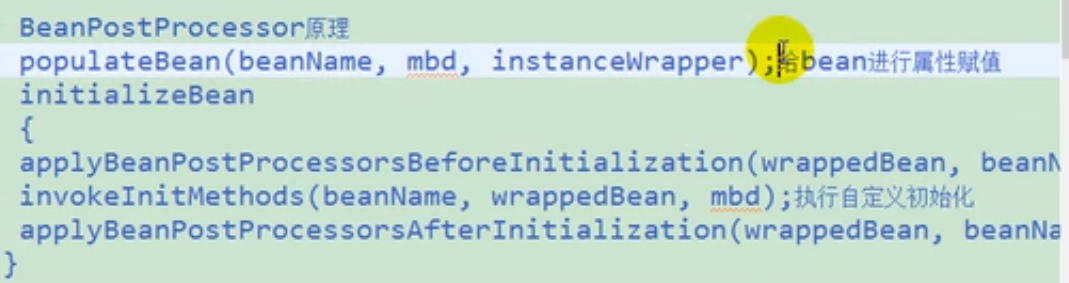 BeanPostProcessor原理
populateBean(beanName, mbd, instanceWrapper);给bean进行属性赋值
initializeBean
{
applyBeanPostProcessorsBeforeInitialization(wrappedBean, beanN
invokeInitMethods(beanName, wrappedBean, mbd);执行自定义初始化
applyBeanPostProcessorsAfterInitialization(wrappedBean, beanNa
}